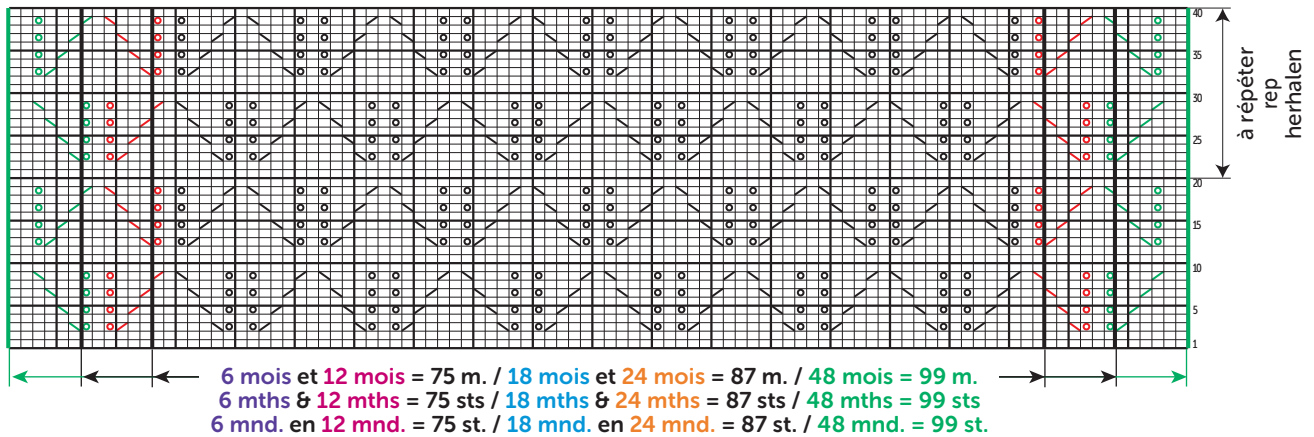 40
35
30
25
20
15
10
5
1
à répéter
rep
herhalen
6 mois et 12 mois = 75 m. / 18 mois et 24 mois = 87 m. / 48 mois = 99 m.
6 mths & 12 mths = 75 sts / 18 mths & 24 mths = 87 sts / 48 mths = 99 sts
6 mnd. en 12 mnd. = 75 st. / 18 mnd. en 24 mnd. = 87 st. / 48 mnd. = 99 st.